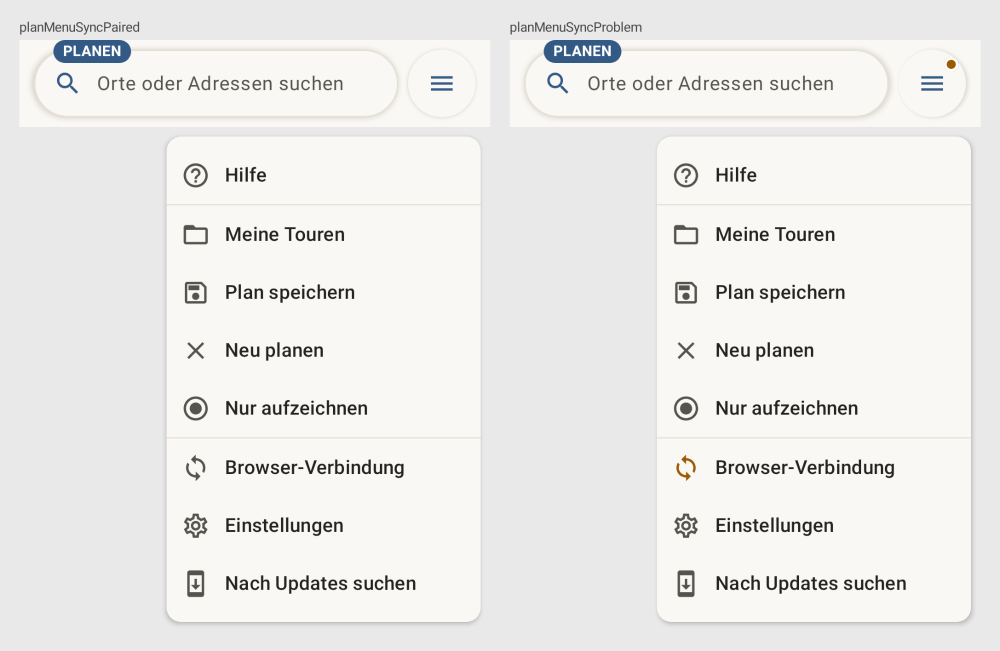 planMenuSyncPaired
PLANEN
Orte oder Adressen suchen
Hilfe
Meine Touren
Plan speichern
Neu planen
Nur aufzeichnen
Browser-Verbindung
Einstellungen
Nach Updates suchen
planMenuSyncProblem
PLANEN
Orte oder Adressen suchen
Hilfe
Meine Touren
Plan speichern
Neu planen
Nur aufzeichnen
Browser-Verbindung
Einstellungen
Nach Updates suchen